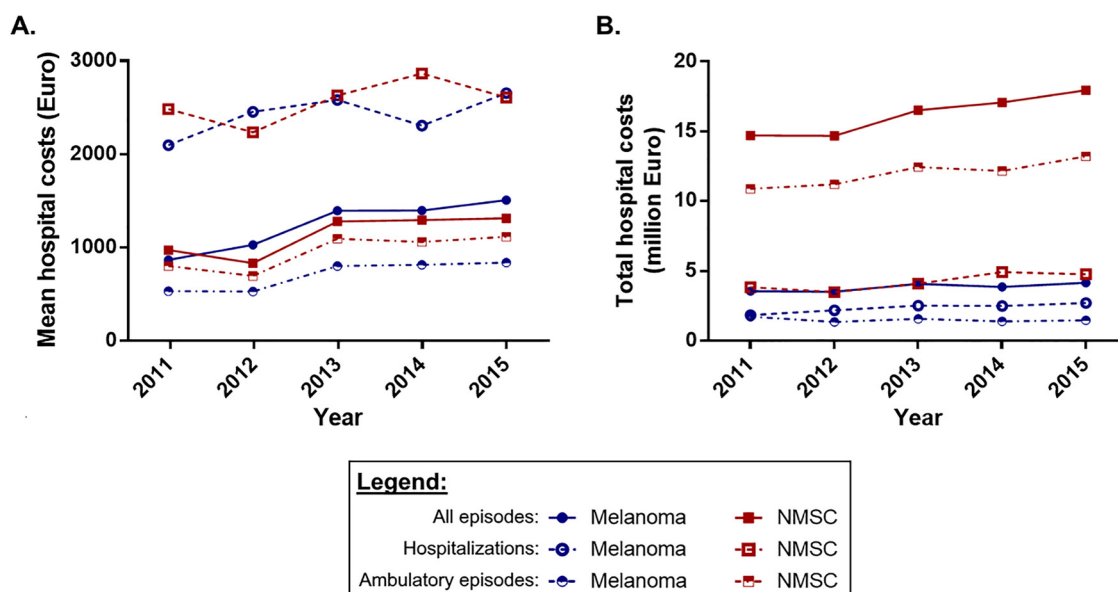 A.
Mean hospital costs (Euro)
3000
2000
1000
0
2011
2012
2013
2014
2015
Year
B.
Total hospital costs
(million Euro)
20
15
10
5
0
2011
2012
2013
2014
2015
Year
Legend:
All episodes: Melanoma NMSC
Hospitalizations: Melanoma NMSC
Ambulatory episodes: Melanoma NMSC